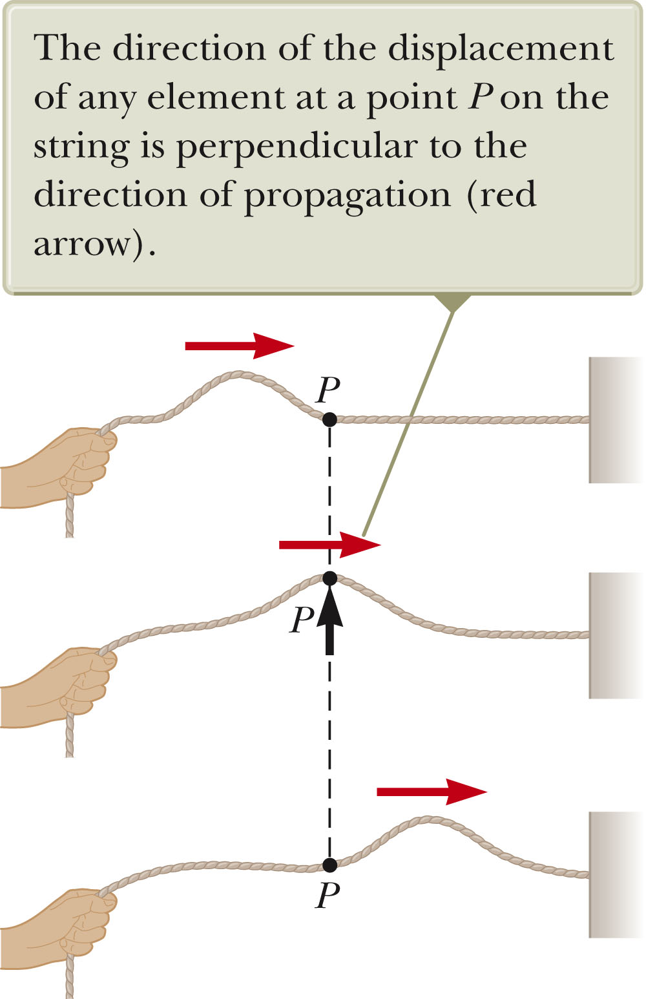 The direction of the displacement
of any element at a point P on the
string is perpendicular to the
direction of propagation (red
arrow).
P
P
P